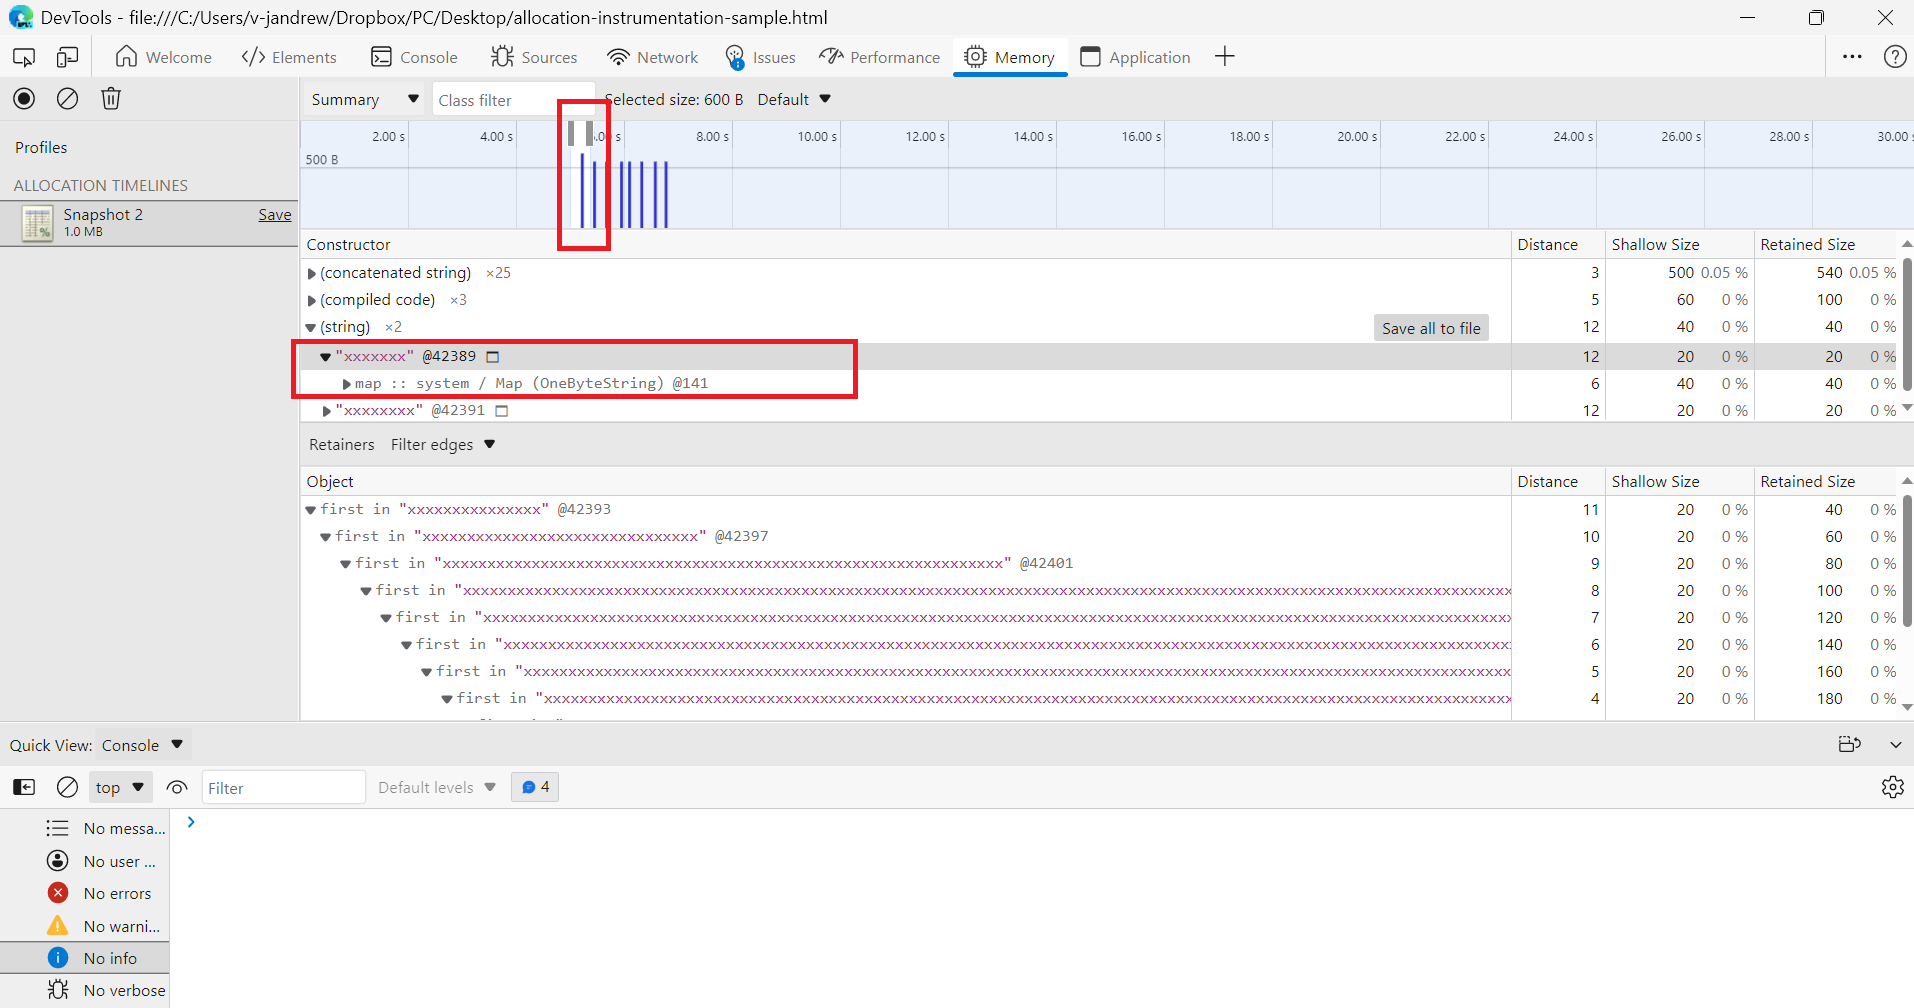 DevTools - file:///C:/Users/v-jandrew/Dropbox/PC/Desktop/allocation-instrumentation-sample.html
Welcome </> Elements Console Sources Network Issues Performance Memory Application
Summary Class filter Selected size: 600 B Default
2.00 s 4.00 s 8.00 s 10.00 s 12.00 s 14.00 s 16.00 s 18.00 s 20.00 s 22.00 s 24.00 s 26.00 s 28.00 s 30.00
500 B
Profiles
ALLOCATION TIMELINES
Snapshot 2 Save
1.0 MB
Constructor Distance Shallow Size Retained Size
(concatenated string) ×25 3 500 0.05 % 540 0.05 %
(compiled code) ×3 5 60 0 % 100 0 %
(string) ×2 Save all to file 12 40 0 % 40 0 %
"xxxxxxx" @42389 12 20 0 % 20 0 %
map :: system / Map (OneByteString) @141 6 40 0 % 40 0 %
"xxxxxxxx" @42391 12 20 0 % 20 0 %
Retainers Filter edges
Object Distance Shallow Size Retained Size
first in "xxxxxxxxxxxxxxx" @42393 11 20 0 % 40 0 %
first in "xxxxxxxxxxxxxxxxxxxxxxxxxxxxxxx" @42397 10 20 0 % 60 0 %
first in "xxxxxxxxxxxxxxxxxxxxxxxxxxxxxxxxxxxxxxxxxxxxxxxxxxxxxxxxxxxxxxx" @42401 9 20 0 % 80 0 %
first in 8 20 0 % 100 0 %
first in 7 20 0 % 120 0 %
first in 6 20 0 % 140 0 %
first in 5 20 0 % 160 0 %
first in 4 20 0 % 180 0 %
Quick View: Console
top Filter Default levels 4
No messa...
No user ...
No errors
No warni...
No info
No verbose